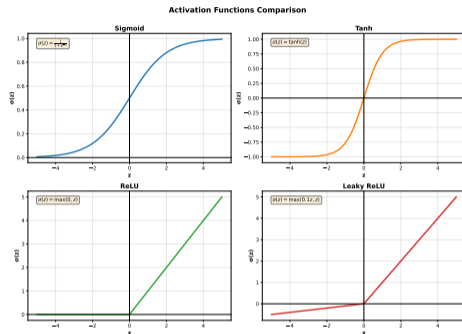 Activation Functions Comparison
Sigmoid
σ(z) = 1/(1+e⁻ᶻ)
σ(z)
1.0
0.8
0.6
0.4
0.2
0.0
−4 −2 0 2 4
z
Tanh
σ(z) = tanh(z)
σ(z)
1.00
0.75
0.50
0.25
0.00
−0.25
−0.50
−0.75
−1.00
−4 −2 0 2 4
z
ReLU
σ(z) = max(0, z)
σ(z)
5
4
3
2
1
0
−4 −2 0 2 4
z
Leaky ReLU
σ(z) = max(0.1z, z)
σ(z)
5
4
3
2
1
0
−4 −2 0 2 4
z